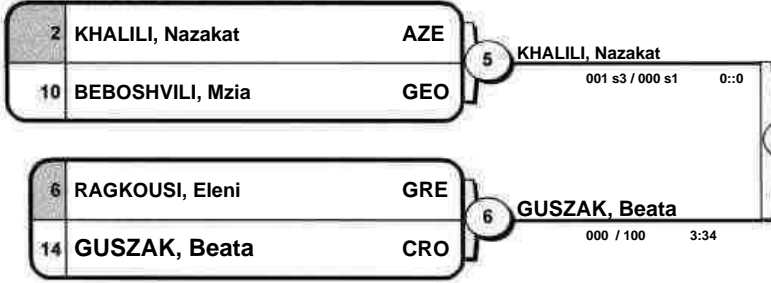 2 KHALILI, Nazakat AZE
10 BEBOSHVILI, Mzia GEO
5 KHALILI, Nazakat
001 s3 / 000 s1 0::0
6 RAGKOUSI, Eleni GRE
14 GUSZAK, Beata CRO
6 GUSZAK, Beata
000 / 100 3:34